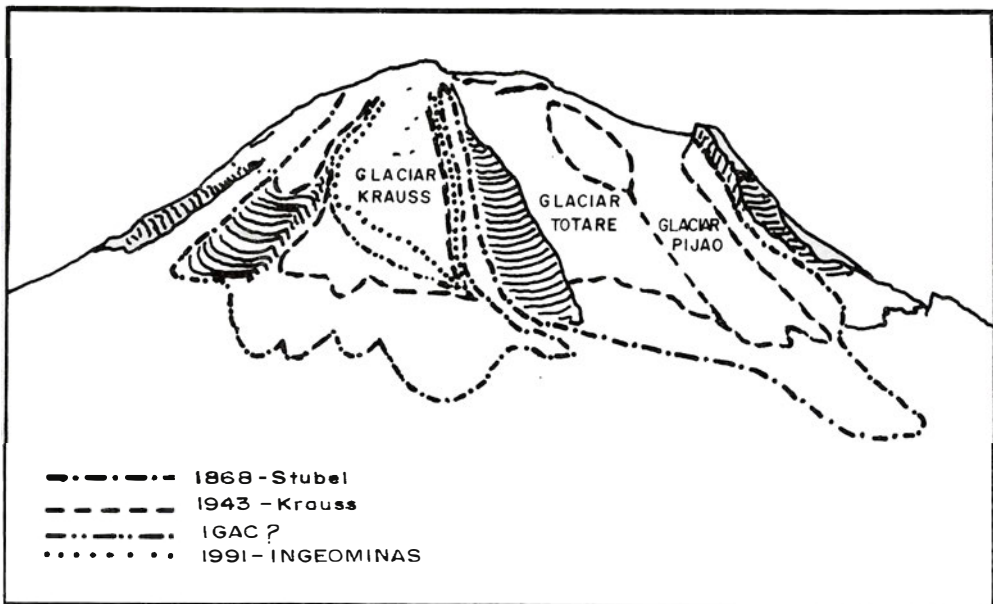 GLACIAR
KRAUSS
GLACIAR
TOTARE
GLACIAR
PIJAO
1868-Stubel
1943-Krauss
IGAC?
1991-INGEOMINAS